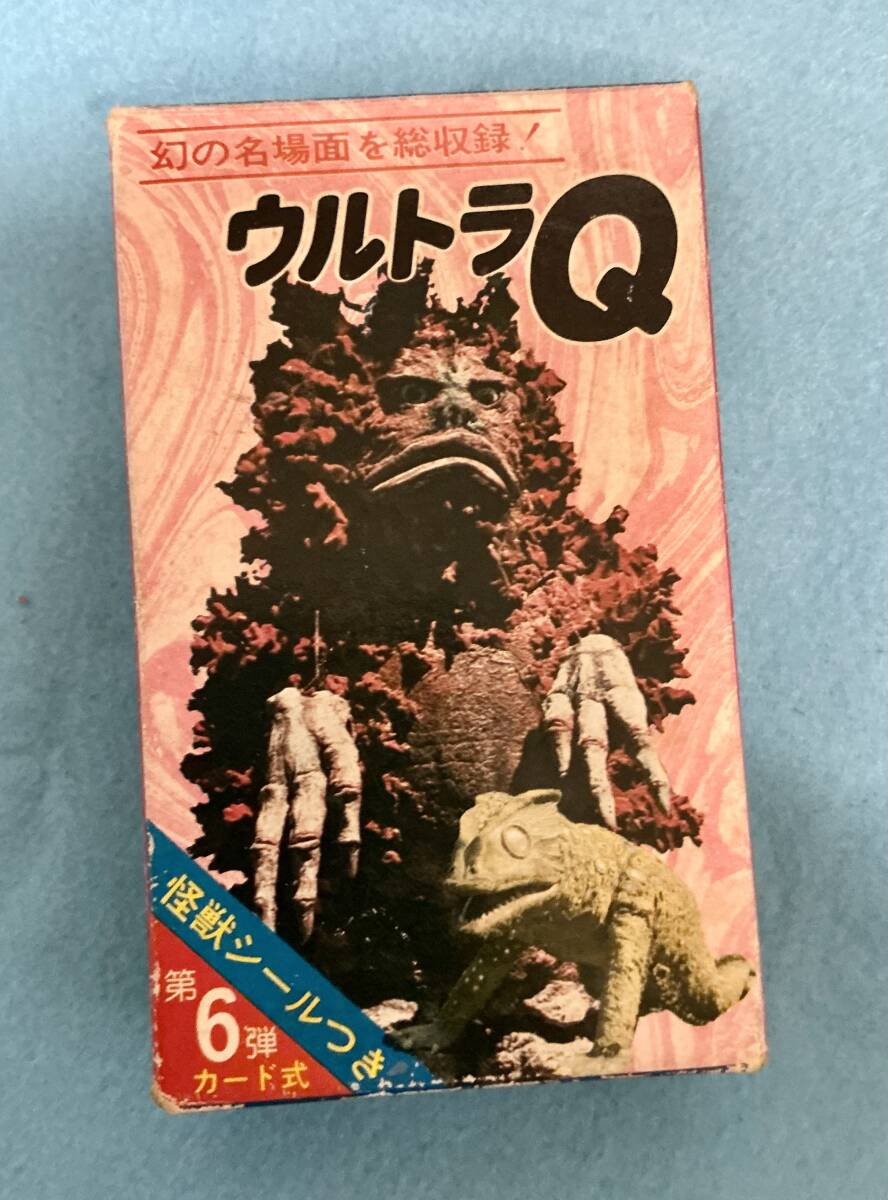 幻の名場面を総収録!
ウルトラQ
怪獣シールつき
第6弾
カード式